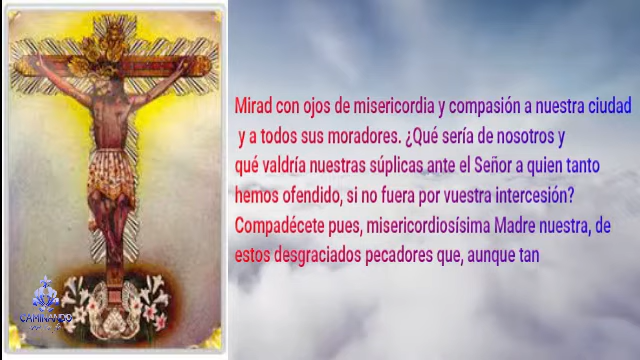 Mirad con ojos de misericordia y compasión a nuestra ciudad
y a todos sus moradores. ¿Qué sería de nosotros y
qué valdría nuestras súplicas ante el Señor a quien tanto
hemos ofendido, si no fuera por vuestra intercesión?
Compadécete pues, misericordiosísima Madre nuestra, de
estos desgraciados pecadores que, aunque tan
CAMINANDO